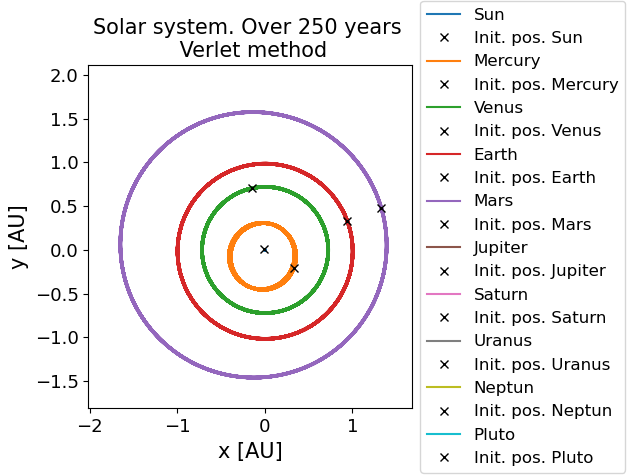 Solar system. Over 250 years
Verlet method
2.0
1.5
1.0
0.5
0.0
−0.5
−1.0
−1.5
y [AU]
−2
−1
0
1
x [AU]
Sun
Init. pos. Sun
Mercury
Init. pos. Mercury
Venus
Init. pos. Venus
Earth
Init. pos. Earth
Mars
Init. pos. Mars
Jupiter
Init. pos. Jupiter
Saturn
Init. pos. Saturn
Uranus
Init. pos. Uranus
Neptun
Init. pos. Neptun
Pluto
Init. pos. Pluto